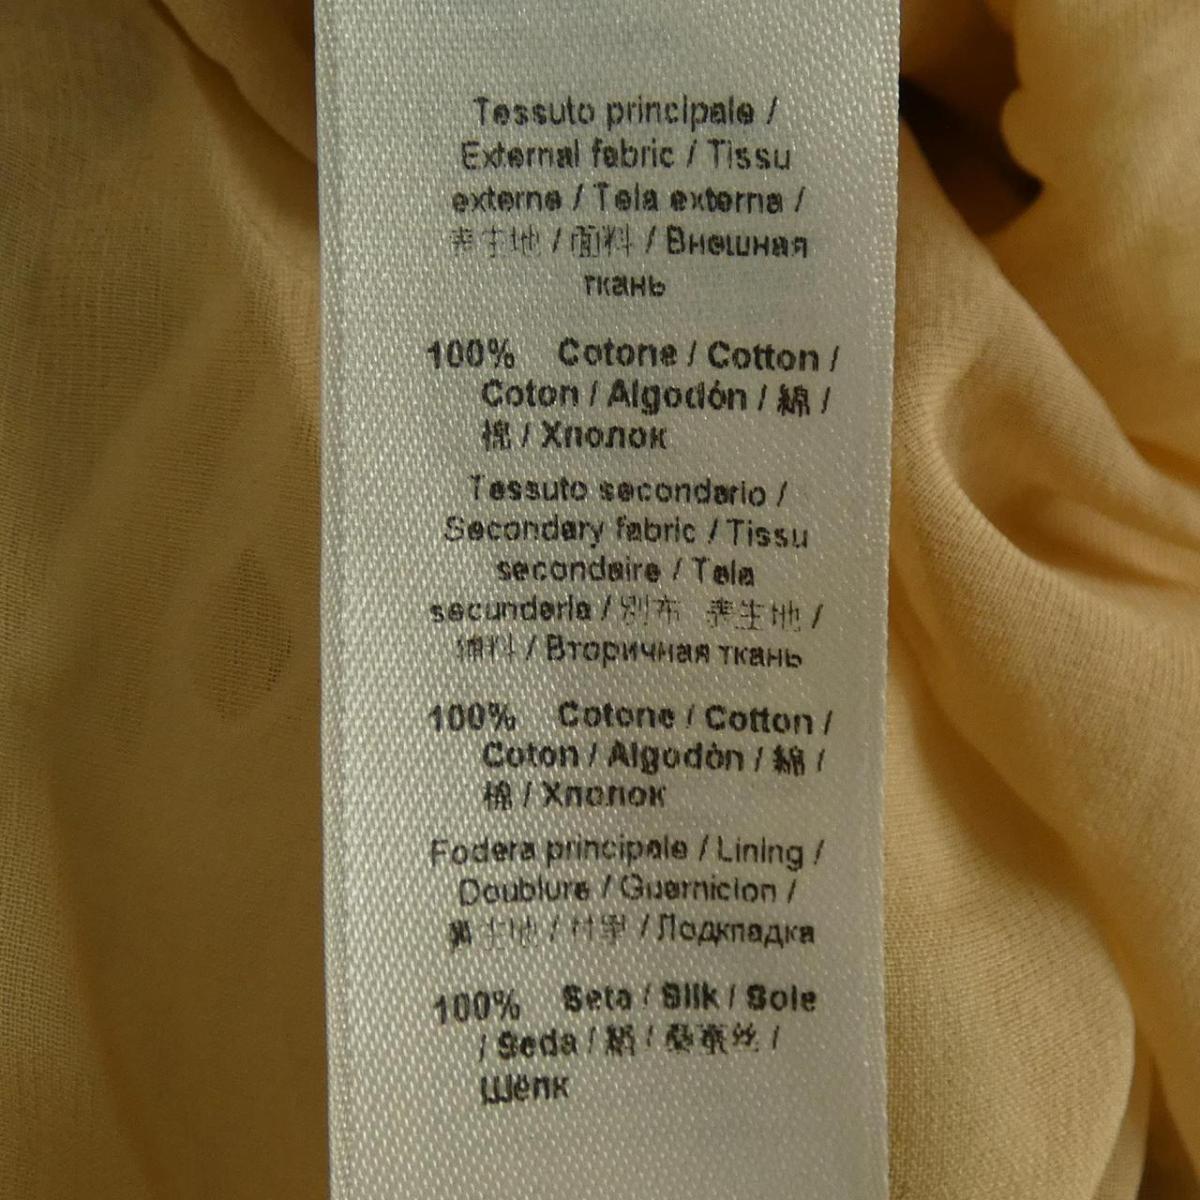 Tessuto principale /
External fabric / Tissu
externe / Tela externa /
表生地 / 面料 / Внешная
ткань
100% Cotone / Cotton /
Coton / Algodón / 綿 /
棉 / Хлопок
Tessuto secondario /
Secondary fabric / Tissu
secondaire / Tela
secunderia / 別布 表生地 /
辅料 / Вторичная ткань
100% Cotone / Cotton /
Coton / Algodòn / 綿 /
棉 / Хлопок
Fodera principale / Lining /
Doublure / Guarnicion /
裏生地 / 衬里 / Подкладка
100% Seta / Silk / Soie
/ Seda / 絹 / 桑蚕丝 /
Шёлк